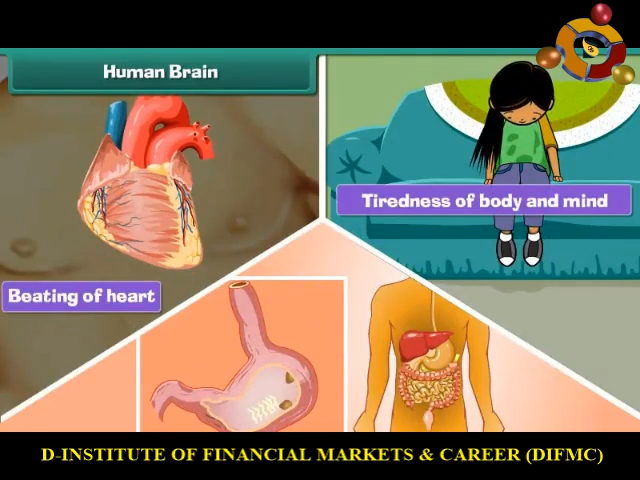 Human Brain
Tiredness of body and mind
Beating of heart
D-INSTITUTE OF FINANCIAL MARKETS & CAREER (DIFMC)